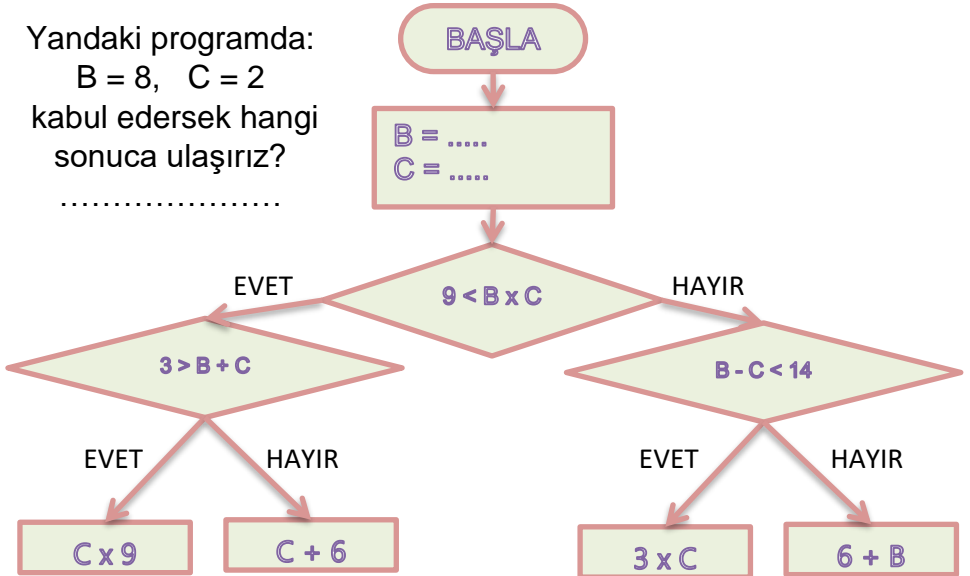 Yandaki programda:
B = 8, C = 2
kabul edersek hangi
sonuca ulaşırız?
…………………
BAŞLA
B = .....
C = .....
9 < B x C
EVET
HAYIR
3 > B + C
B - C < 14
EVET
HAYIR
EVET
HAYIR
C x 9
C + 6
3 x C
6 + B